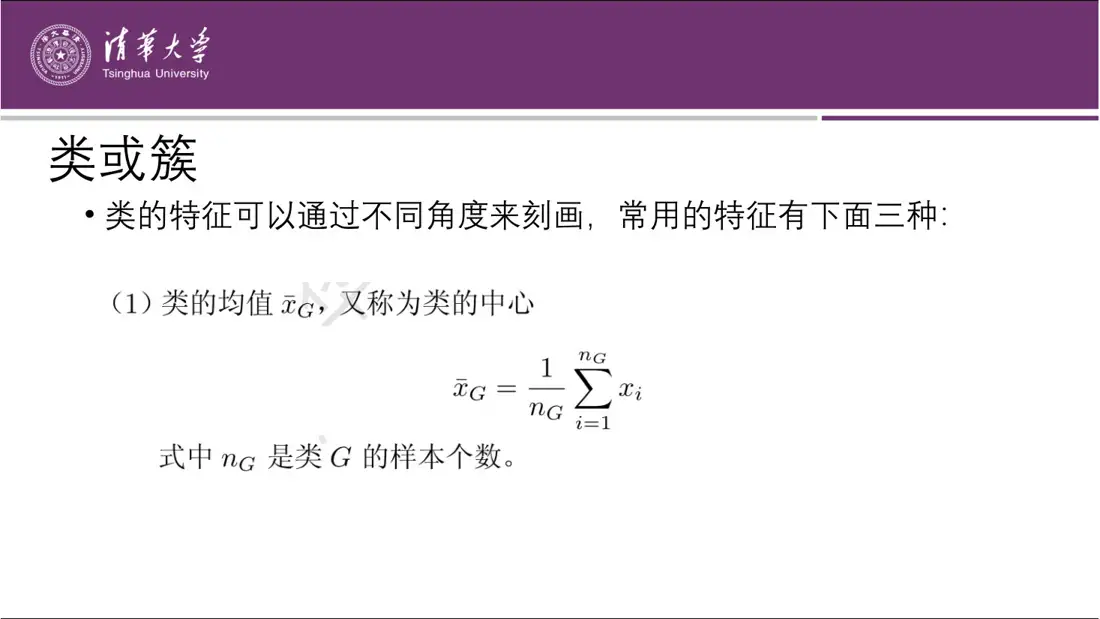 清华大学
Tsinghua University
类或簇
• 类的特征可以通过不同角度来刻画，常用的特征有下面三种：
（1）类的均值 x̄_G，又称为类的中心
x̄_G = \frac{1}{n_G} \sum_{i=1}^{n_G} x_i
式中 n_G 是类 G 的样本个数。